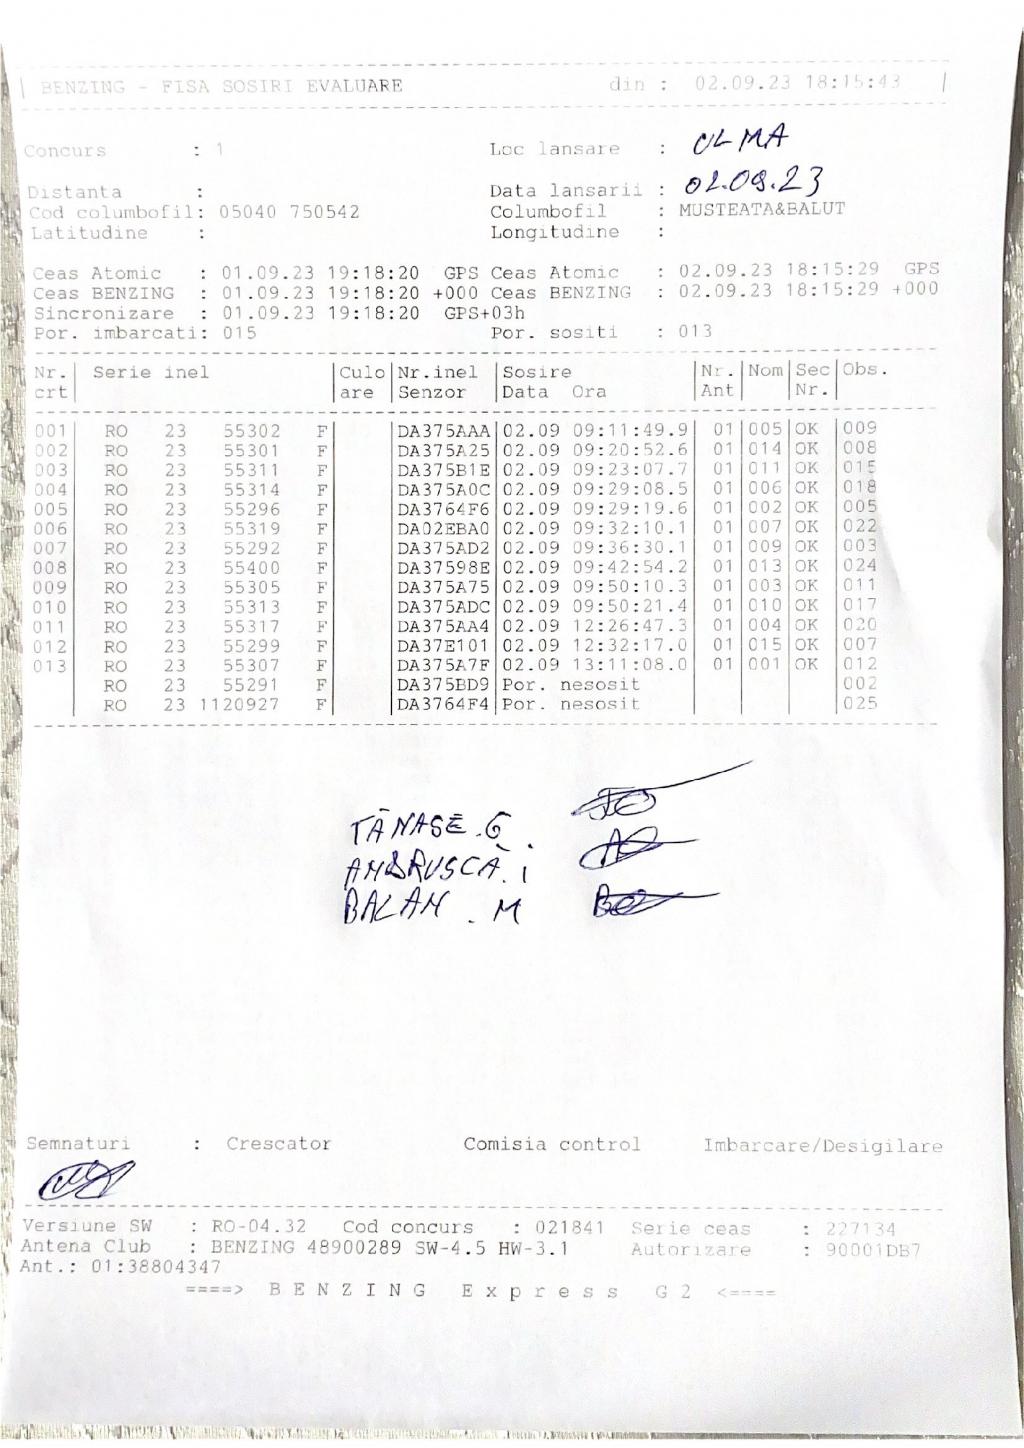 BENZING - FISA SOSIRI EVALUARE din : 02.09.23 18:15:43
Concurs : 1 Loc lansare : ULMA
Distanta : Data lansarii : 02.09.23
Cod columbofil: 05040 750542 Columbofil : MUSTEATA&BALUT
Latitudine : Longitudine :
Ceas Atomic : 01.09.23 19:18:20 GPS Ceas Atomic : 02.09.23 18:15:29 GPS
Ceas BENZING : 01.09.23 19:18:20 +000 Ceas BENZING : 02.09.23 18:15:29 +000
Sincronizare : 01.09.23 19:18:20 GPS+03h
Por. imbarcati: 015 Por. sositi : 013
Nr. Serie inel Culo Nr.inel Sosire Nr. Nom Sec Obs.
crt are Senzor Data Ora Ant Nr.
001 RO 23 55302 F DA375AAA 02.09 09:11:49.9 01 005 OK 009
002 RO 23 55301 F DA375A25 02.09 09:20:52.6 01 014 OK 008
003 RO 23 55311 F DA375B1E 02.09 09:23:07.7 01 011 OK 015
004 RO 23 55314 F DA375A0C 02.09 09:29:08.5 01 006 OK 018
005 RO 23 55296 F DA3764F6 02.09 09:29:19.6 01 002 OK 005
006 RO 23 55319 F DA02EBA0 02.09 09:32:10.1 01 007 OK 022
007 RO 23 55292 F DA375AD2 02.09 09:36:30.1 01 009 OK 003
008 RO 23 55400 F DA37598E 02.09 09:42:54.2 01 013 OK 024
009 RO 23 55305 F DA375A75 02.09 09:50:10.3 01 003 OK 011
010 RO 23 55313 F DA375ADC 02.09 09:50:21.4 01 010 OK 017
011 RO 23 55317 F DA375AA4 02.09 12:26:47.3 01 004 OK 020
012 RO 23 55299 F DA37E101 02.09 12:32:17.0 01 015 OK 007
013 RO 23 55307 F DA375A7F 02.09 13:11:08.0 01 001 OK 012
RO 23 55291 F DA375BD9 Por. nesosit 002
RO 23 1120927 F DA3764F4 Por. nesosit 025
TĂNASE.G
AMBRUSCĂ.i
BALAN.M
Semnaturi : Crescator Comisia control Imbarcare/Desigilare
Versiune SW : RO-04.32 Cod concurs : 021841 Serie ceas : 227134
Antena Club : BENZING 48900289 SW-4.5 HW-3.1 Autorizare : 90001DB7
Ant.: 01:38804347
====> BENZING Express G2 <====